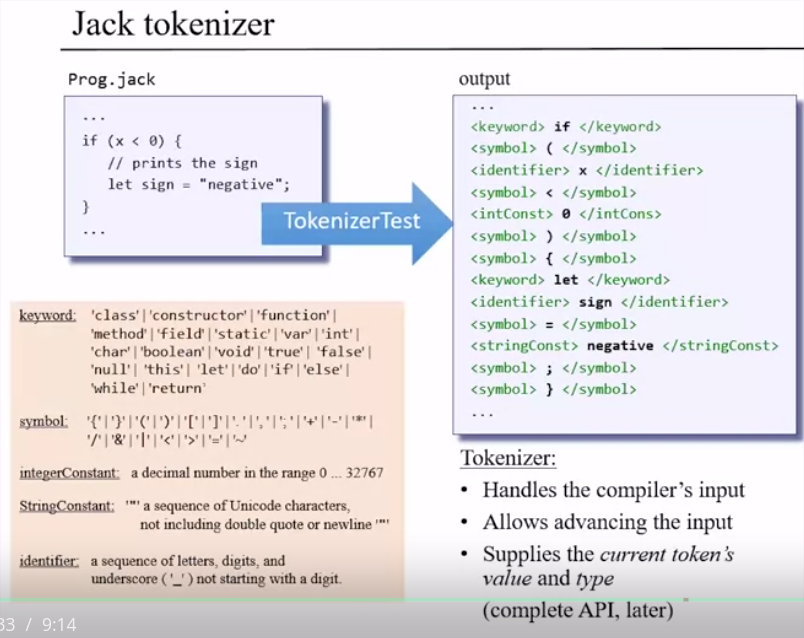 Jack tokenizer
Prog.jack
...
if (x < 0) {
// prints the sign
let sign = "negative";
}
...
TokenizerTest
output
...
<keyword> if </keyword>
<symbol> ( </symbol>
<identifier> x </identifier>
<symbol> < </symbol>
<intConst> 0 </intCons>
<symbol> ) </symbol>
<symbol> { </symbol>
<keyword> let </keyword>
<identifier> sign </identifier>
<symbol> = </symbol>
<stringConst> negative </stringConst>
<symbol> ; </symbol>
<symbol> } </symbol>
...
keyword: 'class'|'constructor'|'function'|
'method'|'field'|'static'|'var'|'int'|
'char'|'boolean'|'void'|'true'| 'false'|
'null'| 'this'| 'let'|'do'|'if'|'else'|
'while'|'return'
symbol: '{'|'}'|'('|')'|'['|']'|'.'|','|';'|'+'|'-'|'*'|
'/'|'&'|'|'|'<'|'>'|'='|'~'
integerConstant: a decimal number in the range 0 ... 32767
StringConstant: '"' a sequence of Unicode characters,
not including double quote or newline '"'
identifier: a sequence of letters, digits, and
underscore ( '_' ) not starting with a digit.
Tokenizer:
• Handles the compiler's input
• Allows advancing the input
• Supplies the current token's
value and type
(complete API, later)
33 / 9:14